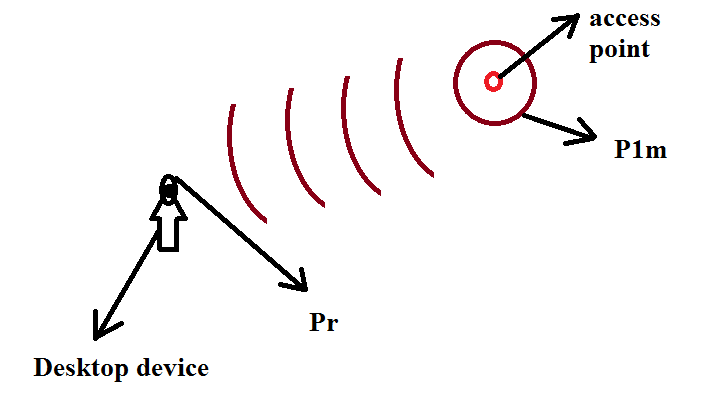 access
point
P1m
Pr
Desktop device